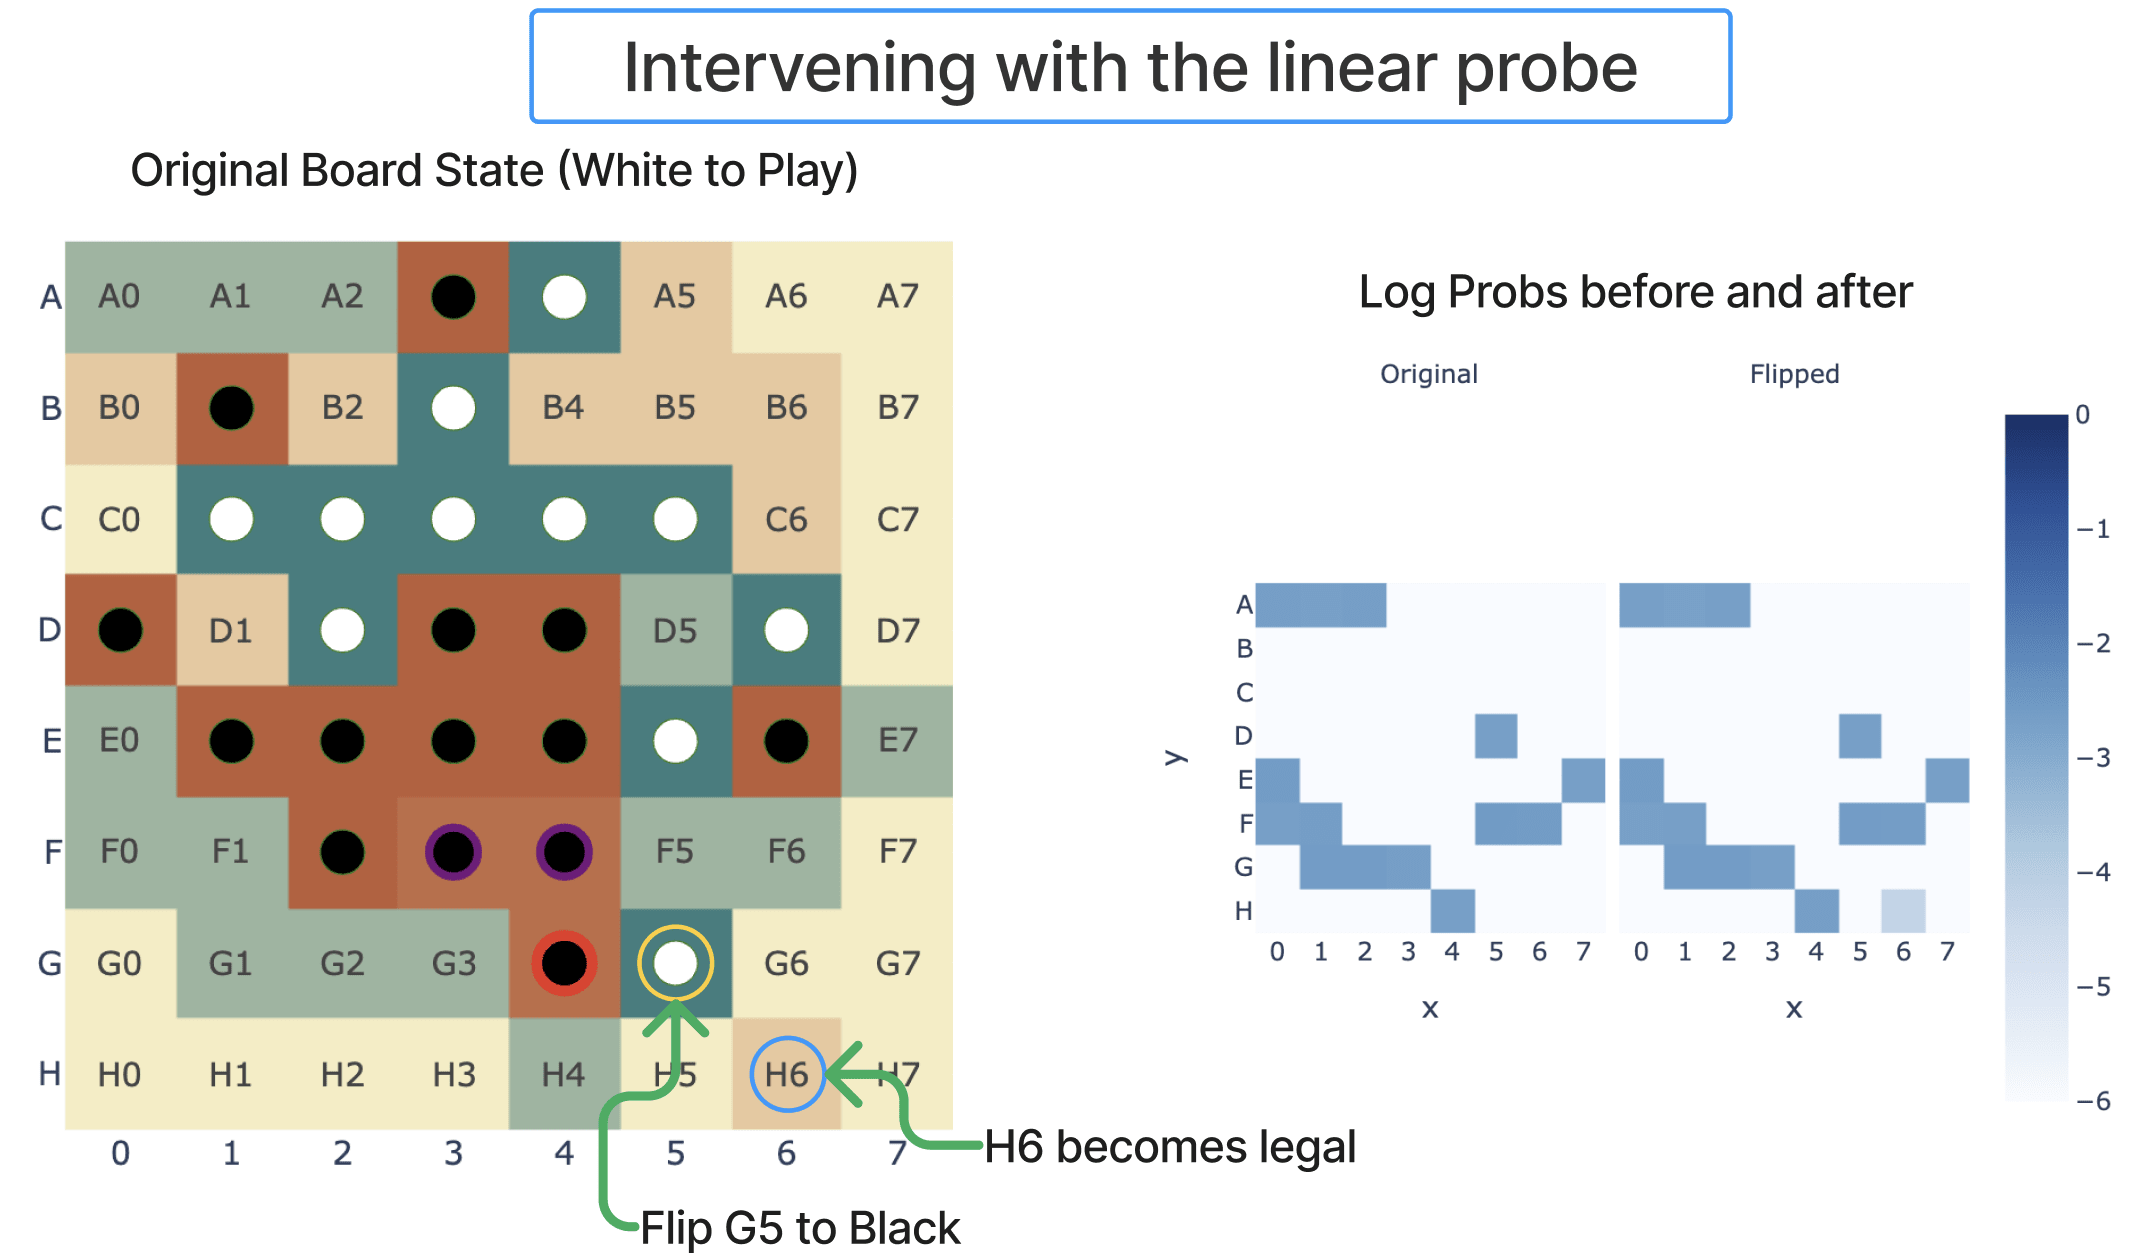 Intervening with the linear probe
Original Board State (White to Play)
A A0 A1 A2 A5 A6 A7
B B0 B2 B4 B5 B6 B7
C C0 C6 C7
D D1 D5 D7
E E0 E7
F F0 F1 F5 F6 F7
G G0 G1 G2 G3 G6 G7
H H0 H1 H2 H3 H4 H5 H6 H7
0 1 2 3 4 5 6 7
H6 becomes legal
Flip G5 to Black
Log Probs before and after
Original Flipped
A
B
C
D
E
F
G
H
y
0 1 2 3 4 5 6 7 0 1 2 3 4 5 6 7
x x
0
−1
−2
−3
−4
−5
−6